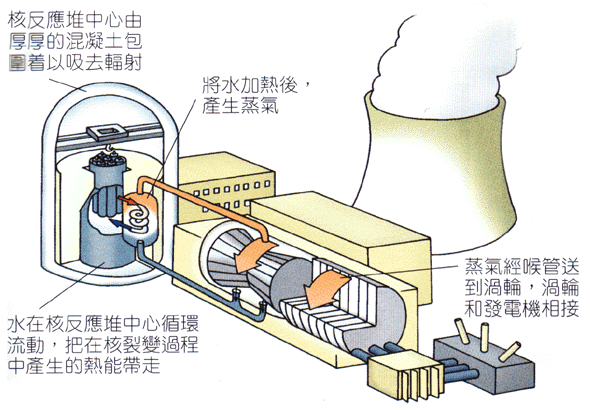 核反應堆中心由
厚厚的混凝土包
圍着以吸去輻射
將水加熱後，
產生蒸氣
蒸氣經喉管送
到渦輪，渦輪
和發電機相接
水在核反應堆中心循環
流動，把在核裂變過程
中產生的熱能帶走